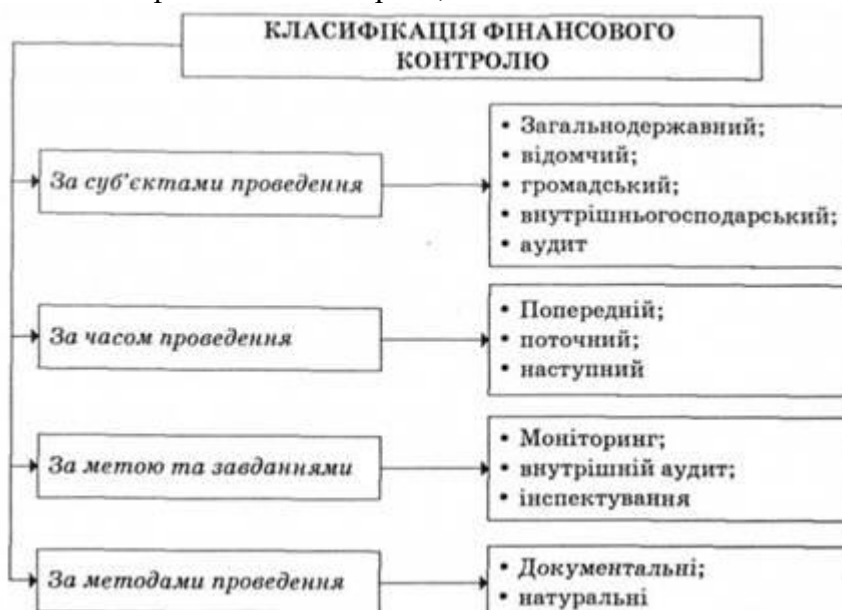 КЛАСИФІКАЦІЯ ФІНАНСОВОГО
КОНТРОЛЮ
За суб'єктами проведення
• Загальнодержавний;
• відомчий;
• громадський;
• внутрішньогосподарський;
• аудит
За часом проведення
• Попередній;
• поточний;
• наступний
За метою та завданнями
• Моніторинг;
• внутрішній аудит;
• інспектування
За методами проведення
• Документальні;
• натуральні